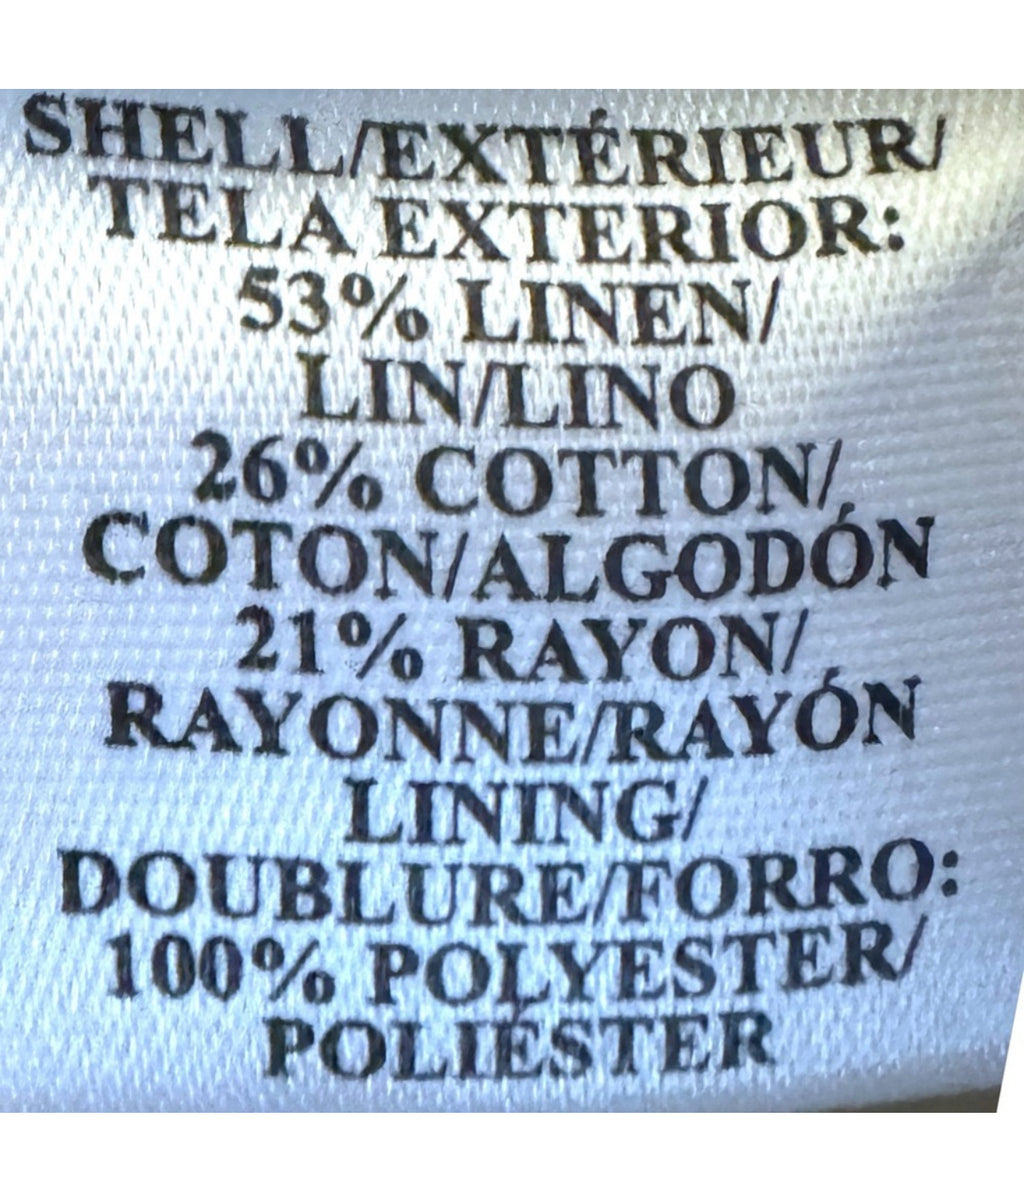 SHELL/EXTÉRIEUR/
TELA EXTERIOR:
53% LINEN/
LIN/LINO
26% COTTON/
COTON/ALGODÓN
21% RAYON/
RAYONNE/RAYÓN
LINING/
DOUBLURE/FORRO:
100% POLYESTER/
POLIÉSTER